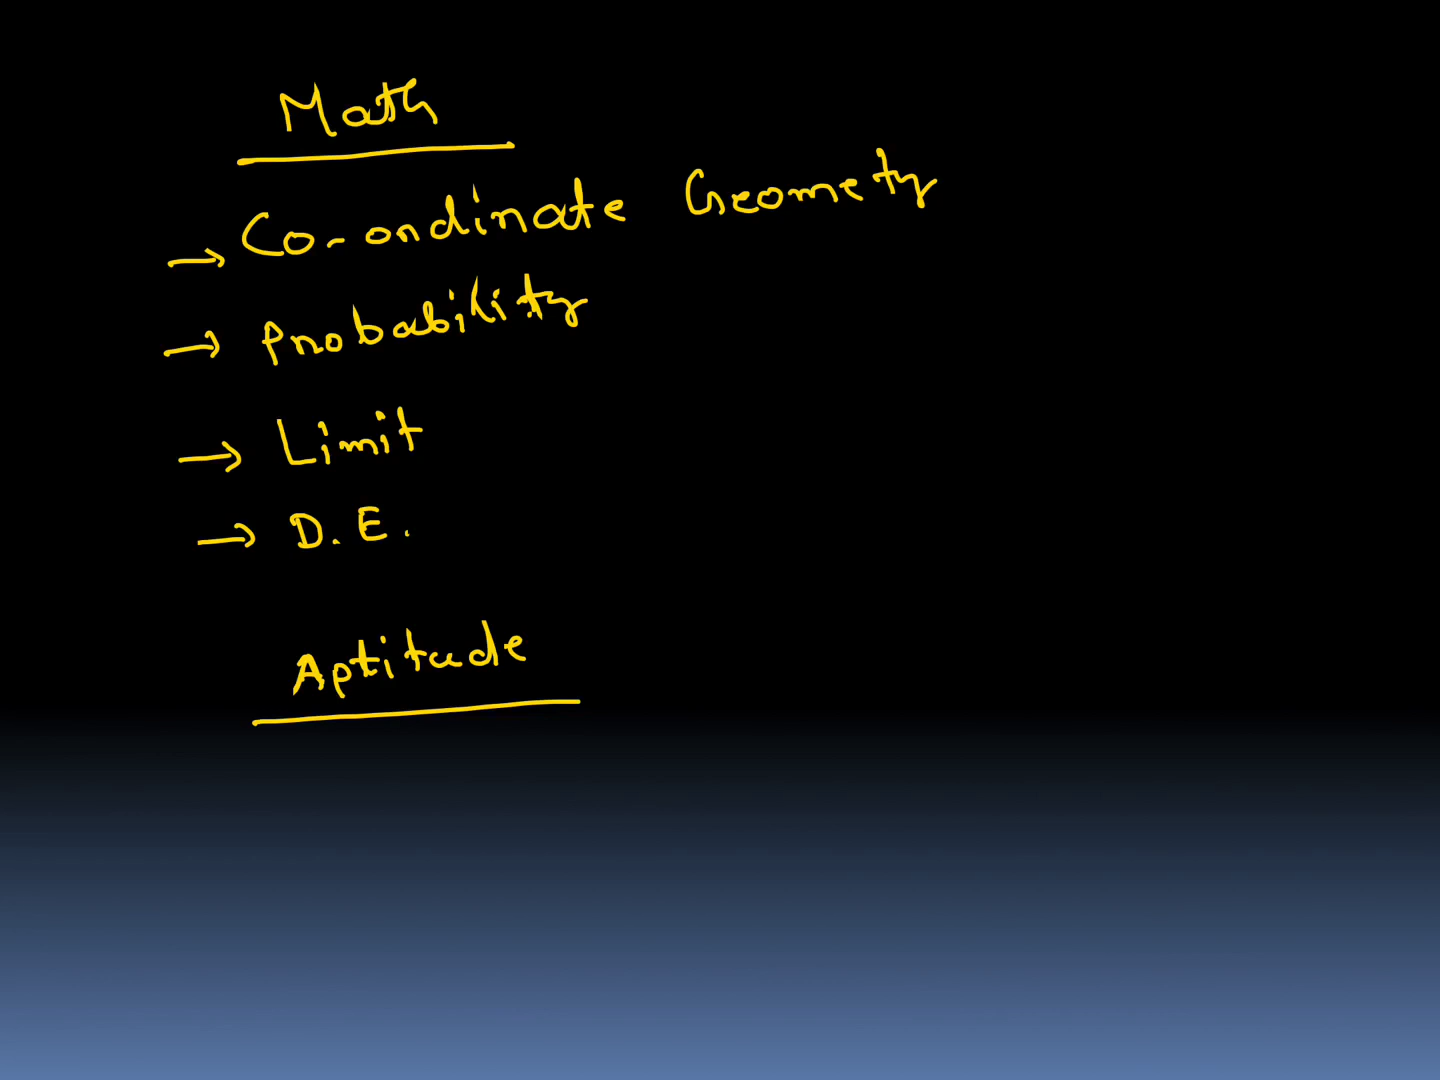 Math
→ Co-ordinate Geometry
→ Probability
→ Limit
→ D.E.
Aptitude